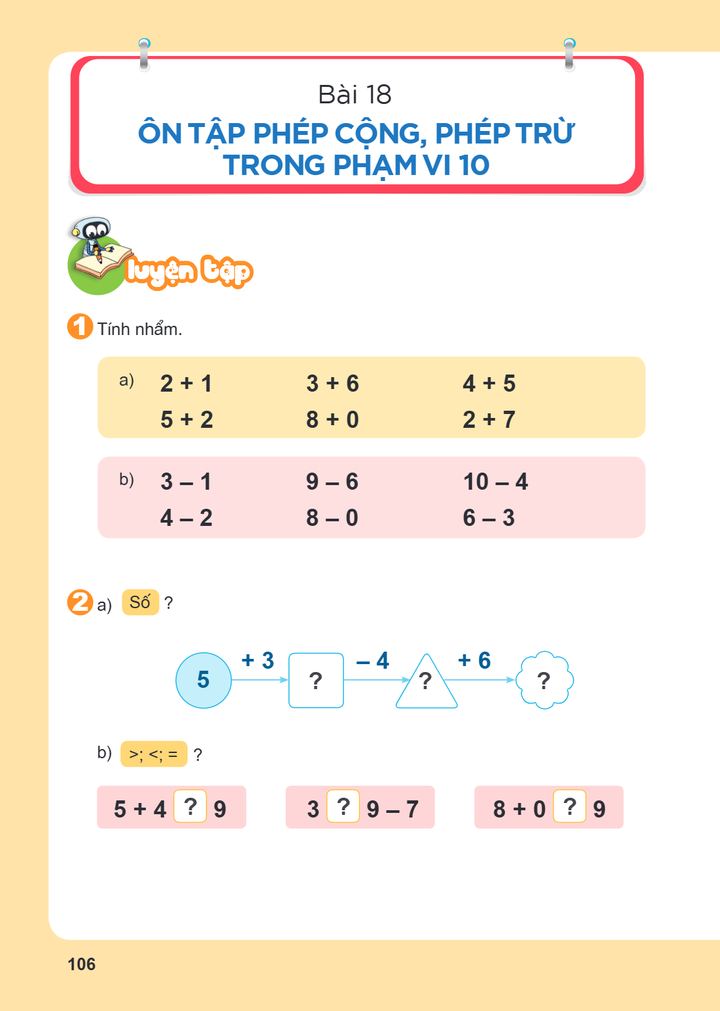 Bài 18
ÔN TẬP PHÉP CỘNG, PHÉP TRỪ
TRONG PHẠM VI 10
luyện tập
1 Tính nhẩm.
a) 2 + 1 3 + 6 4 + 5
5 + 2 8 + 0 2 + 7
b) 3 – 1 9 – 6 10 – 4
4 – 2 8 – 0 6 – 3
2 a) Số ?
+ 3 – 4 + 6
5 ? ? ?
b) >; <; = ?
5 + 4 ? 9 3 ? 9 – 7 8 + 0 ? 9
106